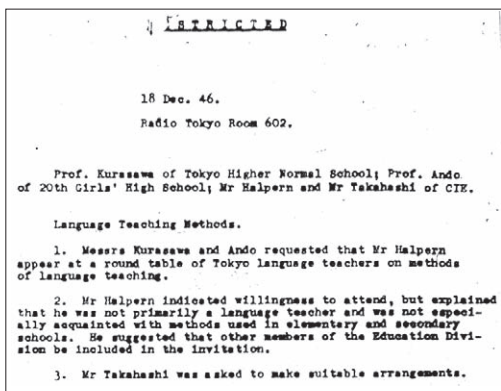 RESTRICTED
18 Dec. 46.
Radio Tokyo Room 602.
Prof. Kurasawa of Tokyo Higher Normal School; Prof. Ando
of 20th Girls' High School; Mr Halpern and Mr Takahashi of CIE.
Language Teaching Methods.
1. Messrs Kurasawa and Ando requested that Mr Halpern
appear at a round table of Tokyo language teachers on methods
of language teaching.
2. Mr Halpern indicated willingness to attend, but explained
that he was not primarily a language teacher and was not especi-
ally acquainted with methods used in elementary and secondary
schools. He suggested that other members of the Education Divi-
sion be included in the invitation.
3. Mr Takahashi was asked to make suitable arrangements.